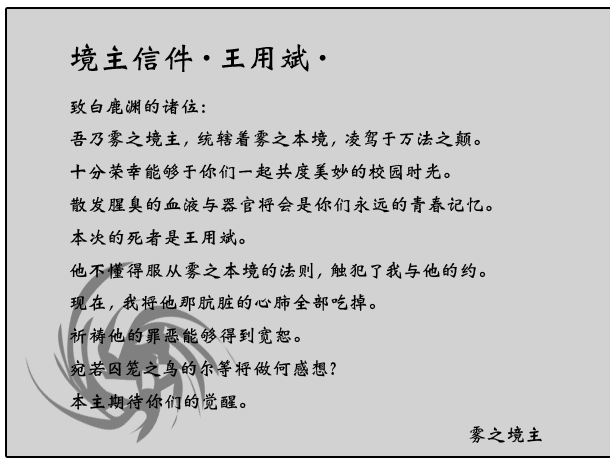 境主信件·王用斌·
致白鹿渊的诸位：
吾乃雾之境主，统辖着雾之本境，凌驾于万法之颠。
十分荣幸能够于你们一起共度美妙的校园时光。
散发腥臭的血液与器官将会是你们永远的青春记忆。
本次的死者是王用斌。
他不懂得服从雾之本境的法则，触犯了我与他的约。
现在，我将他那肮脏的心肺全部吃掉。
祈祷他的罪恶能够得到宽恕。
宛若囚笼之鸟的尔等将做何感想？
本主期待你们的觉醒。
雾之境主